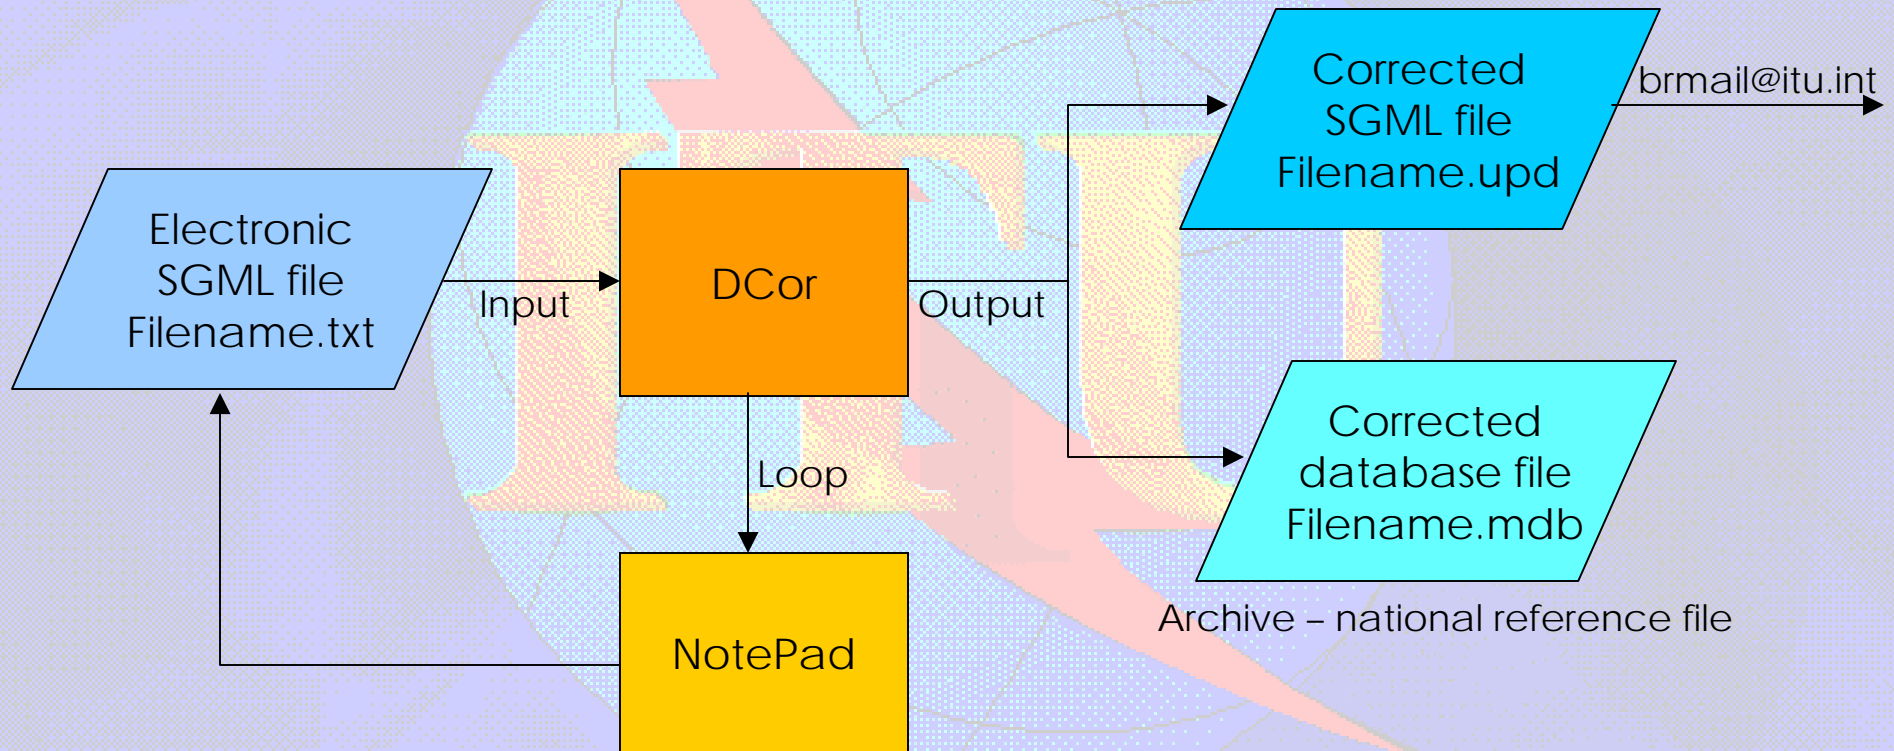 Corrected
SGML file
Filename.upd
brmail@itu.int
Electronic
SGML file
Filename.txt
Input
DCor
Output
Corrected
database file
Filename.mdb
Loop
Archive – national reference file
NotePad
ITU